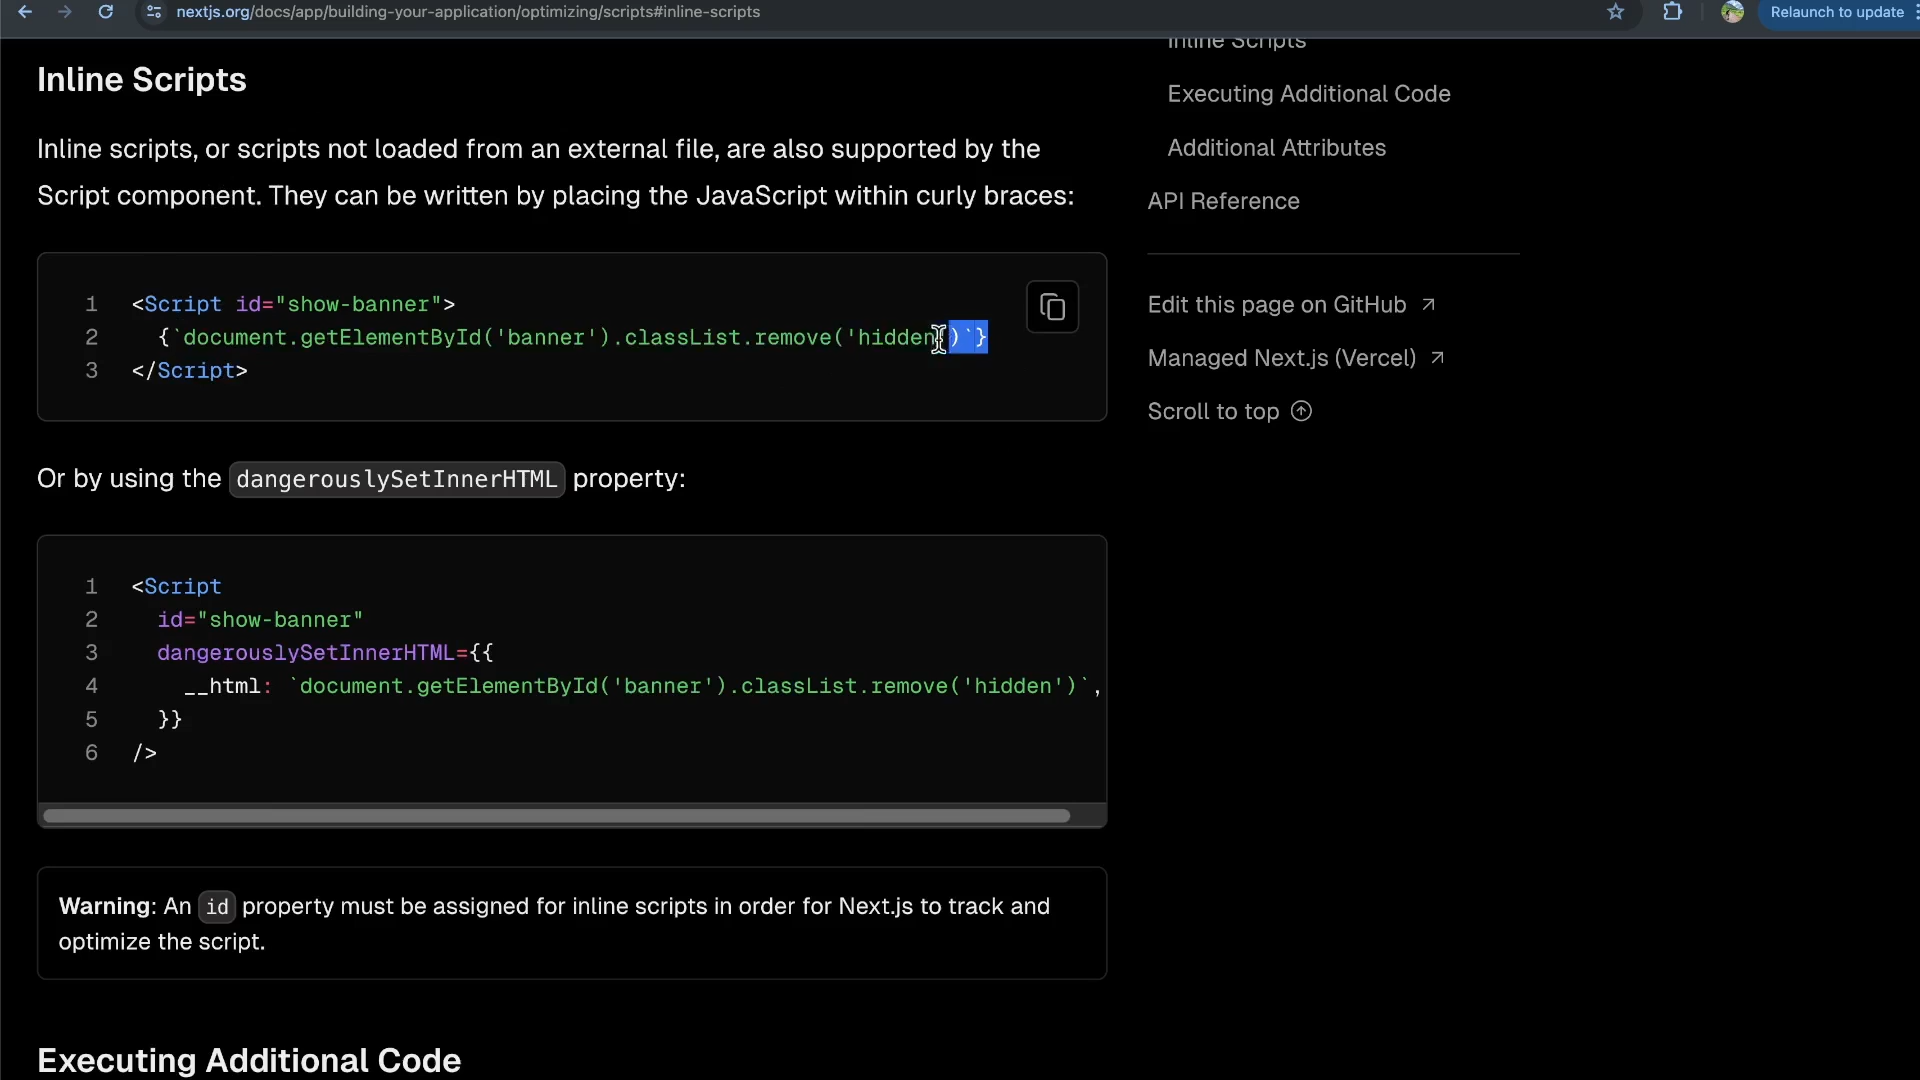 nextjs.org/docs/app/building-your-application/optimizing/scripts#inline-scripts
Relaunch to update
Inline Scripts
Inline scripts, or scripts not loaded from an external file, are also supported by the
Script component. They can be written by placing the JavaScript within curly braces:
1 <Script id="show-banner">
2 {`document.getElementById('banner').classList.remove('hidden')`}
3 </Script>
Or by using the dangerouslySetInnerHTML property:
1 <Script
2 id="show-banner"
3 dangerouslySetInnerHTML={{
4 __html: `document.getElementById('banner').classList.remove('hidden')`,
5 }}
6 />
Warning: An id property must be assigned for inline scripts in order for Next.js to track and
optimize the script.
Executing Additional Code
Inline Scripts
Executing Additional Code
Additional Attributes
API Reference
Edit this page on GitHub ↗
Managed Next.js (Vercel) ↗
Scroll to top